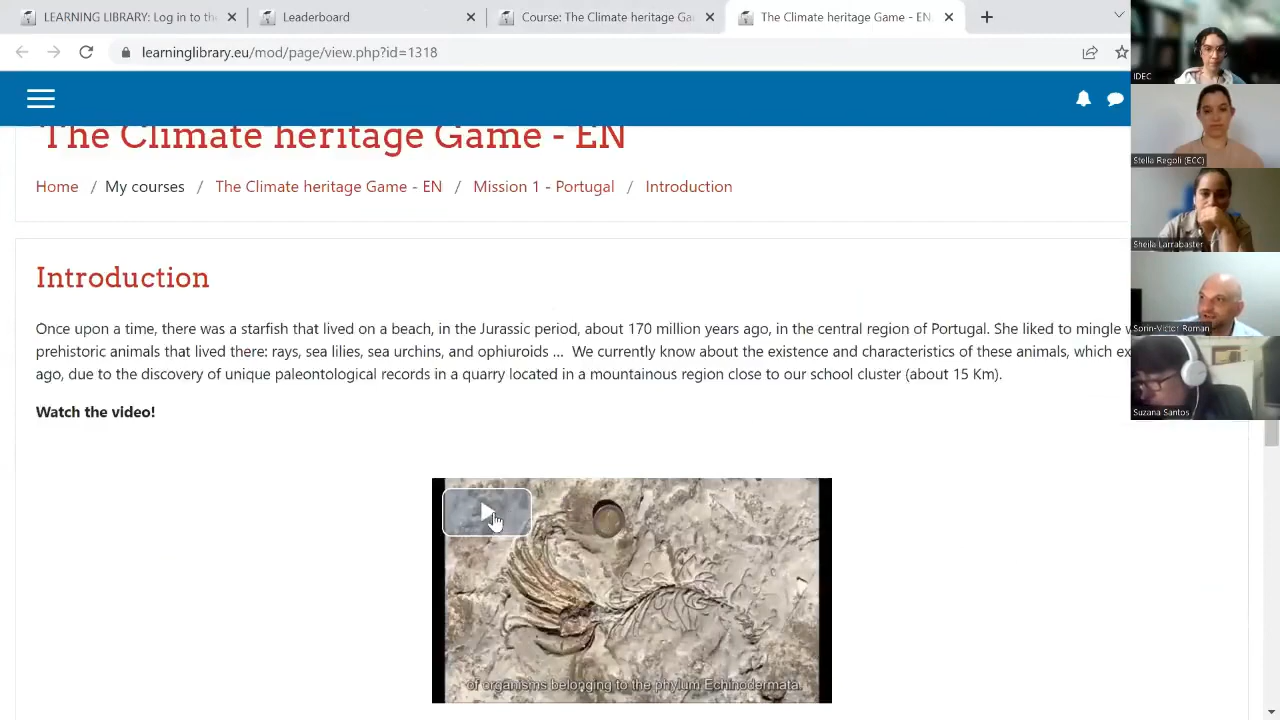 LEARNING LIBRARY: Log in to th
Leaderboard
Course: The Climate heritage Ga
The Climate heritage Game - EN
learninglibrary.eu/mod/page/view.php?id=1318
IDEC
Stella Regoli (ECC)
Sheila Larrabaster
Sorin-Victor Roman
Suzana Santos
The Climate heritage Game - EN
Home / My courses / The Climate heritage Game - EN / Mission 1 - Portugal / Introduction
Introduction
Once upon a time, there was a starfish that lived on a beach, in the Jurassic period, about 170 million years ago, in the central region of Portugal. She liked to mingle w
prehistoric animals that lived there: rays, sea lilies, sea urchins, and ophiuroids ... We currently know about the existence and characteristics of these animals, which ex
ago, due to the discovery of unique paleontological records in a quarry located in a mountainous region close to our school cluster (about 15 Km).
Watch the video!
of organisms belonging to the phylum Echinodermata.